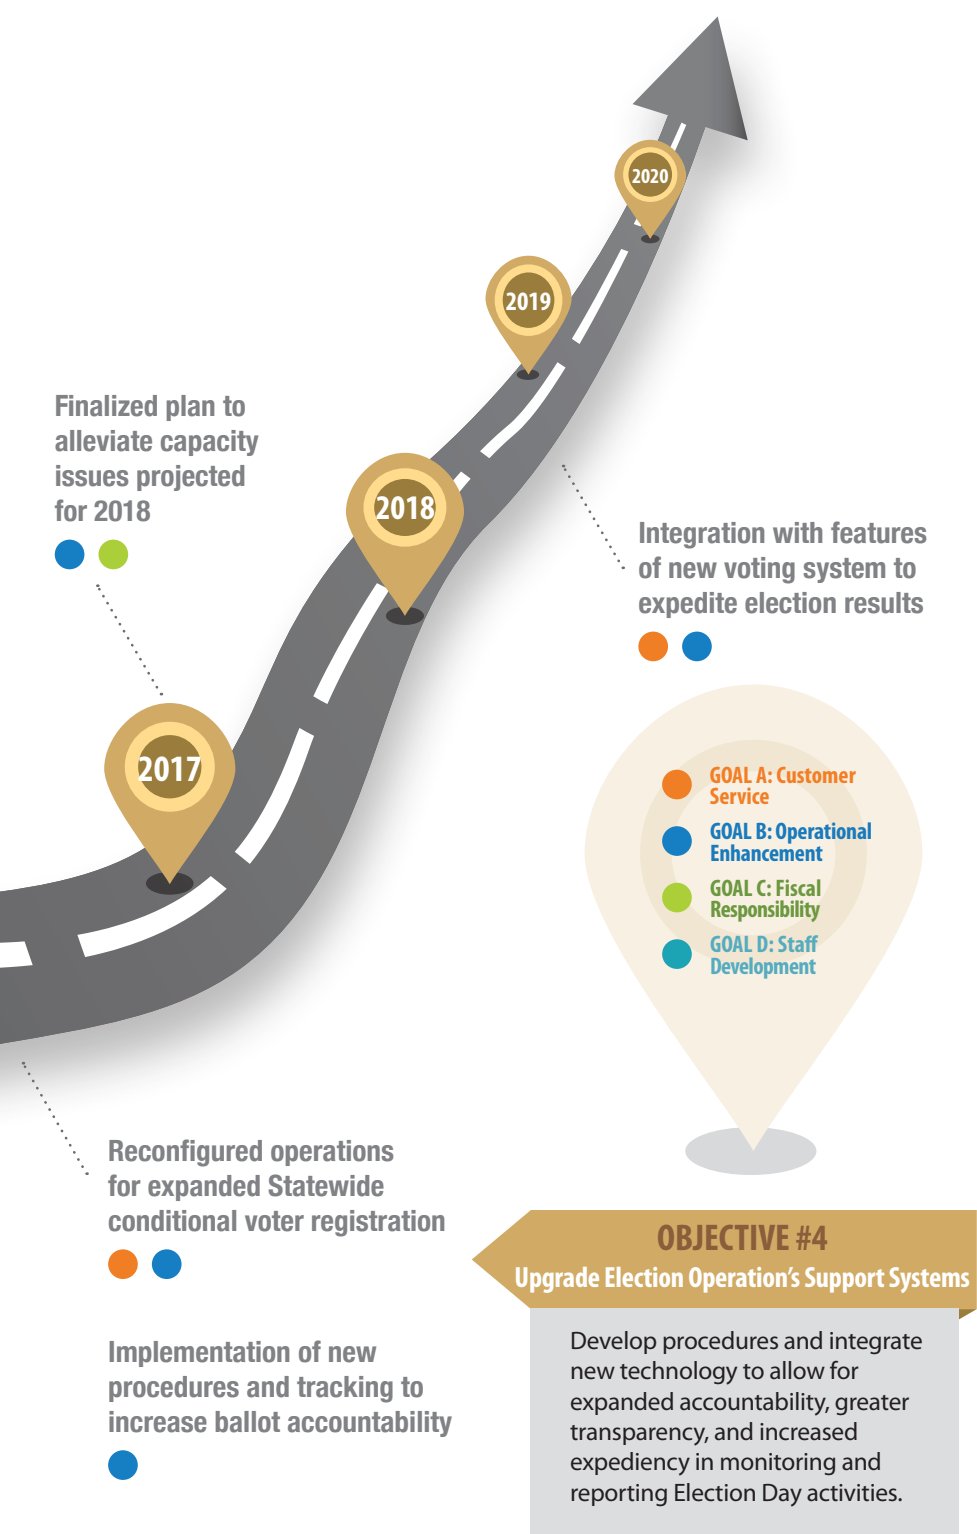 2020
2019
Finalized plan to
alleviate capacity
issues projected
for 2018
2018
Integration with features
of new voting system to
expedite election results
2017
GOAL A: Customer
Service
GOAL B: Operational
Enhancement
GOAL C: Fiscal
Responsibility
GOAL D: Staff
Development
Reconfigured operations
for expanded Statewide
conditional voter registration
Implementation of new
procedures and tracking to
increase ballot accountability
OBJECTIVE #4
Upgrade Election Operation's Support Systems
Develop procedures and integrate
new technology to allow for
expanded accountability, greater
transparency, and increased
expediency in monitoring and
reporting Election Day activities.